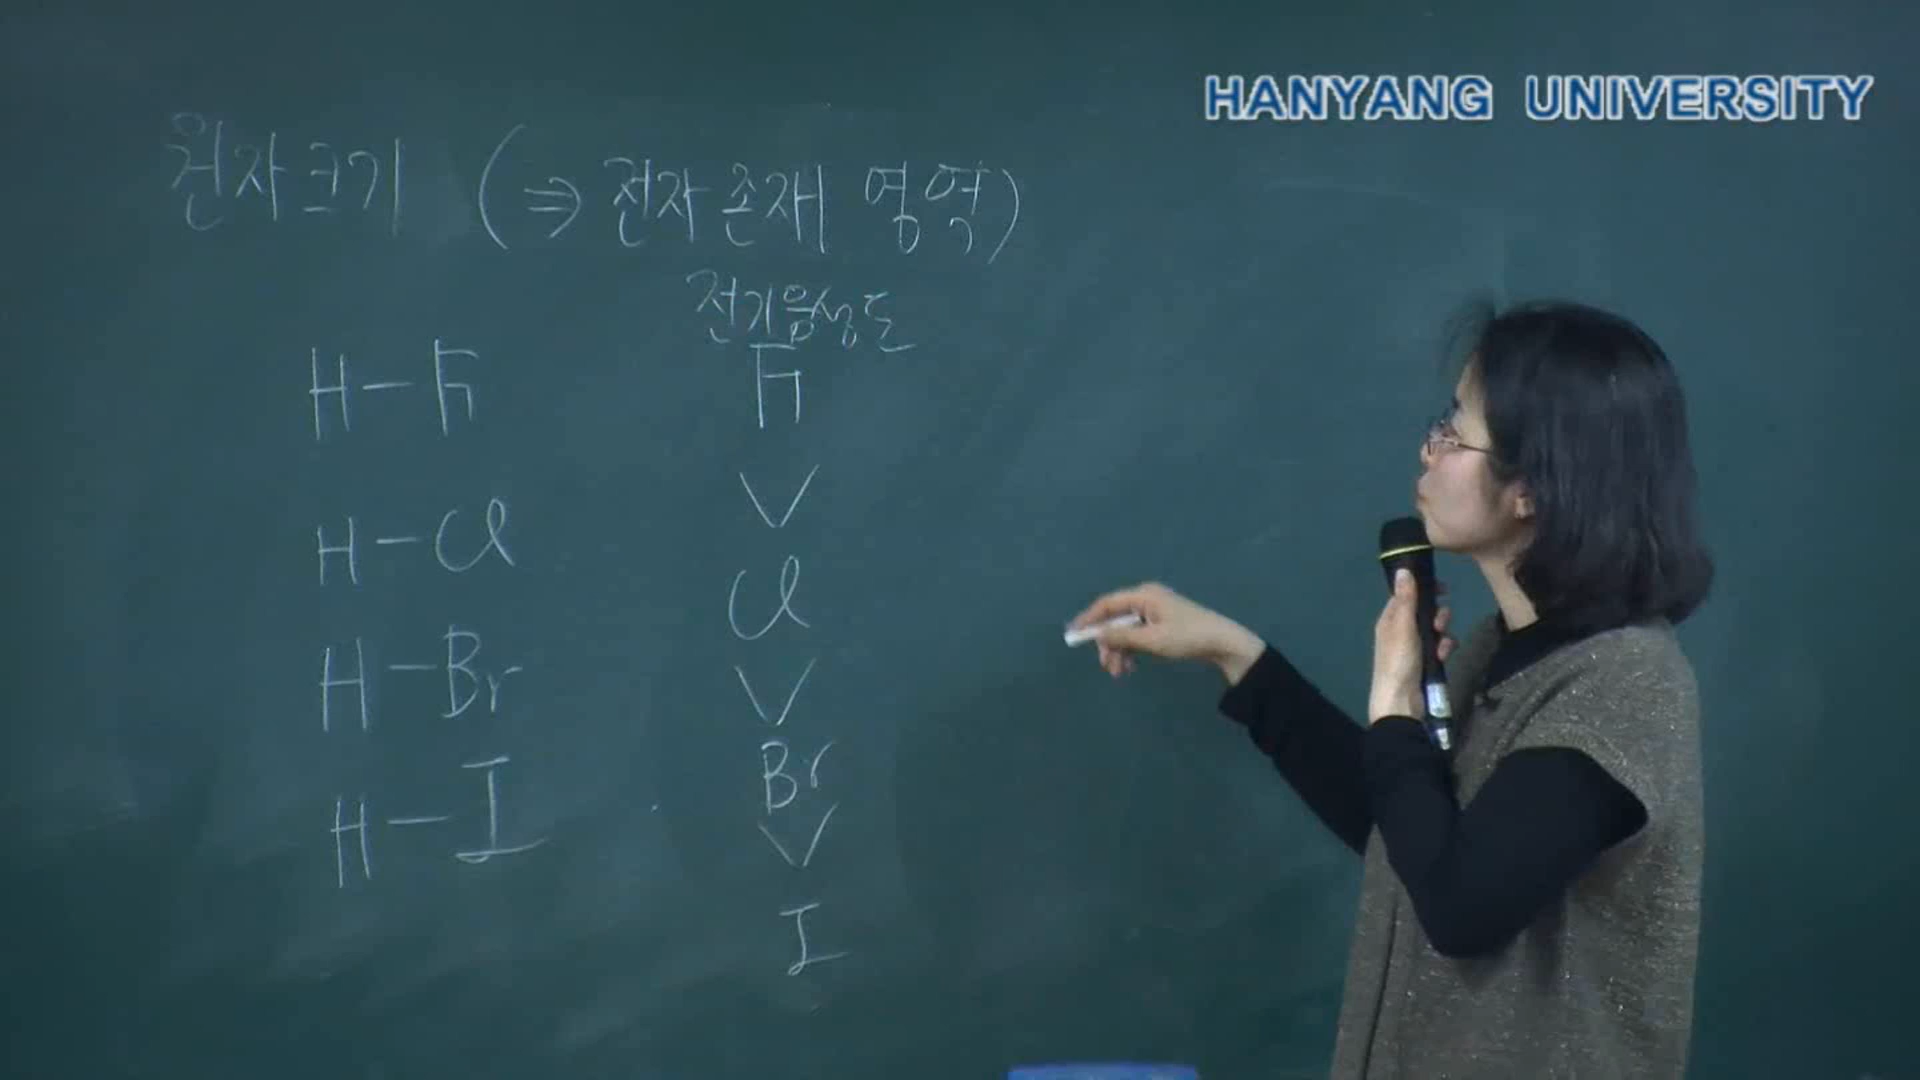 HANYANG UNIVERSITY
원자크기 (⇒ 전자존재 영역)
전기음성도
H-F F
V
H-Cl Cl
H-Br V
Br
H-I V
I